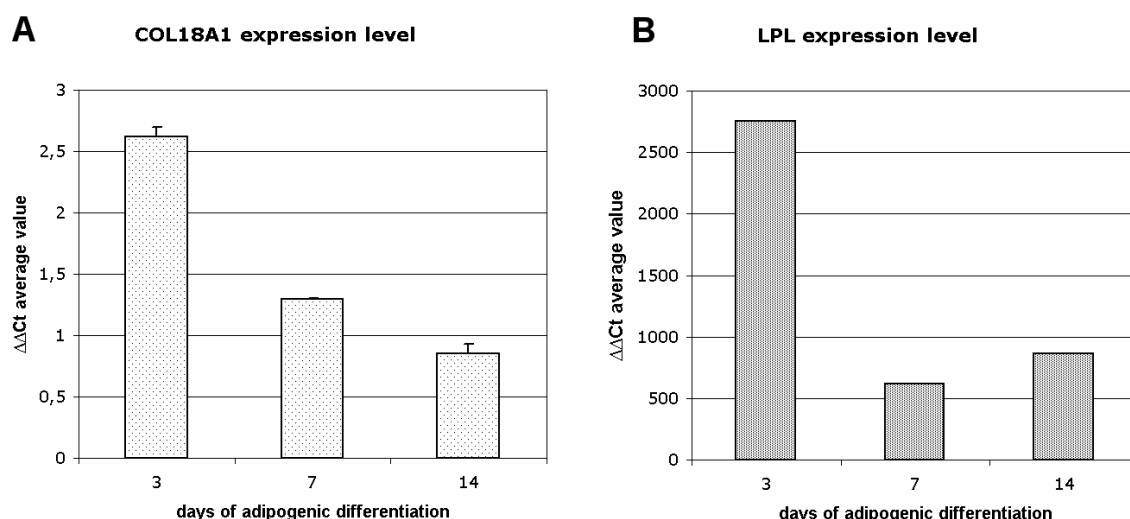 A
COL18A1 expression level
3
2,5
2
1,5
1
0,5
0
ΔΔCt average value
3
7
14
days of adipogenic differentiation
B
LPL expression level
3000
2500
2000
1500
1000
500
0
ΔΔCt average value
3
7
14
days of adipogenic differentiation